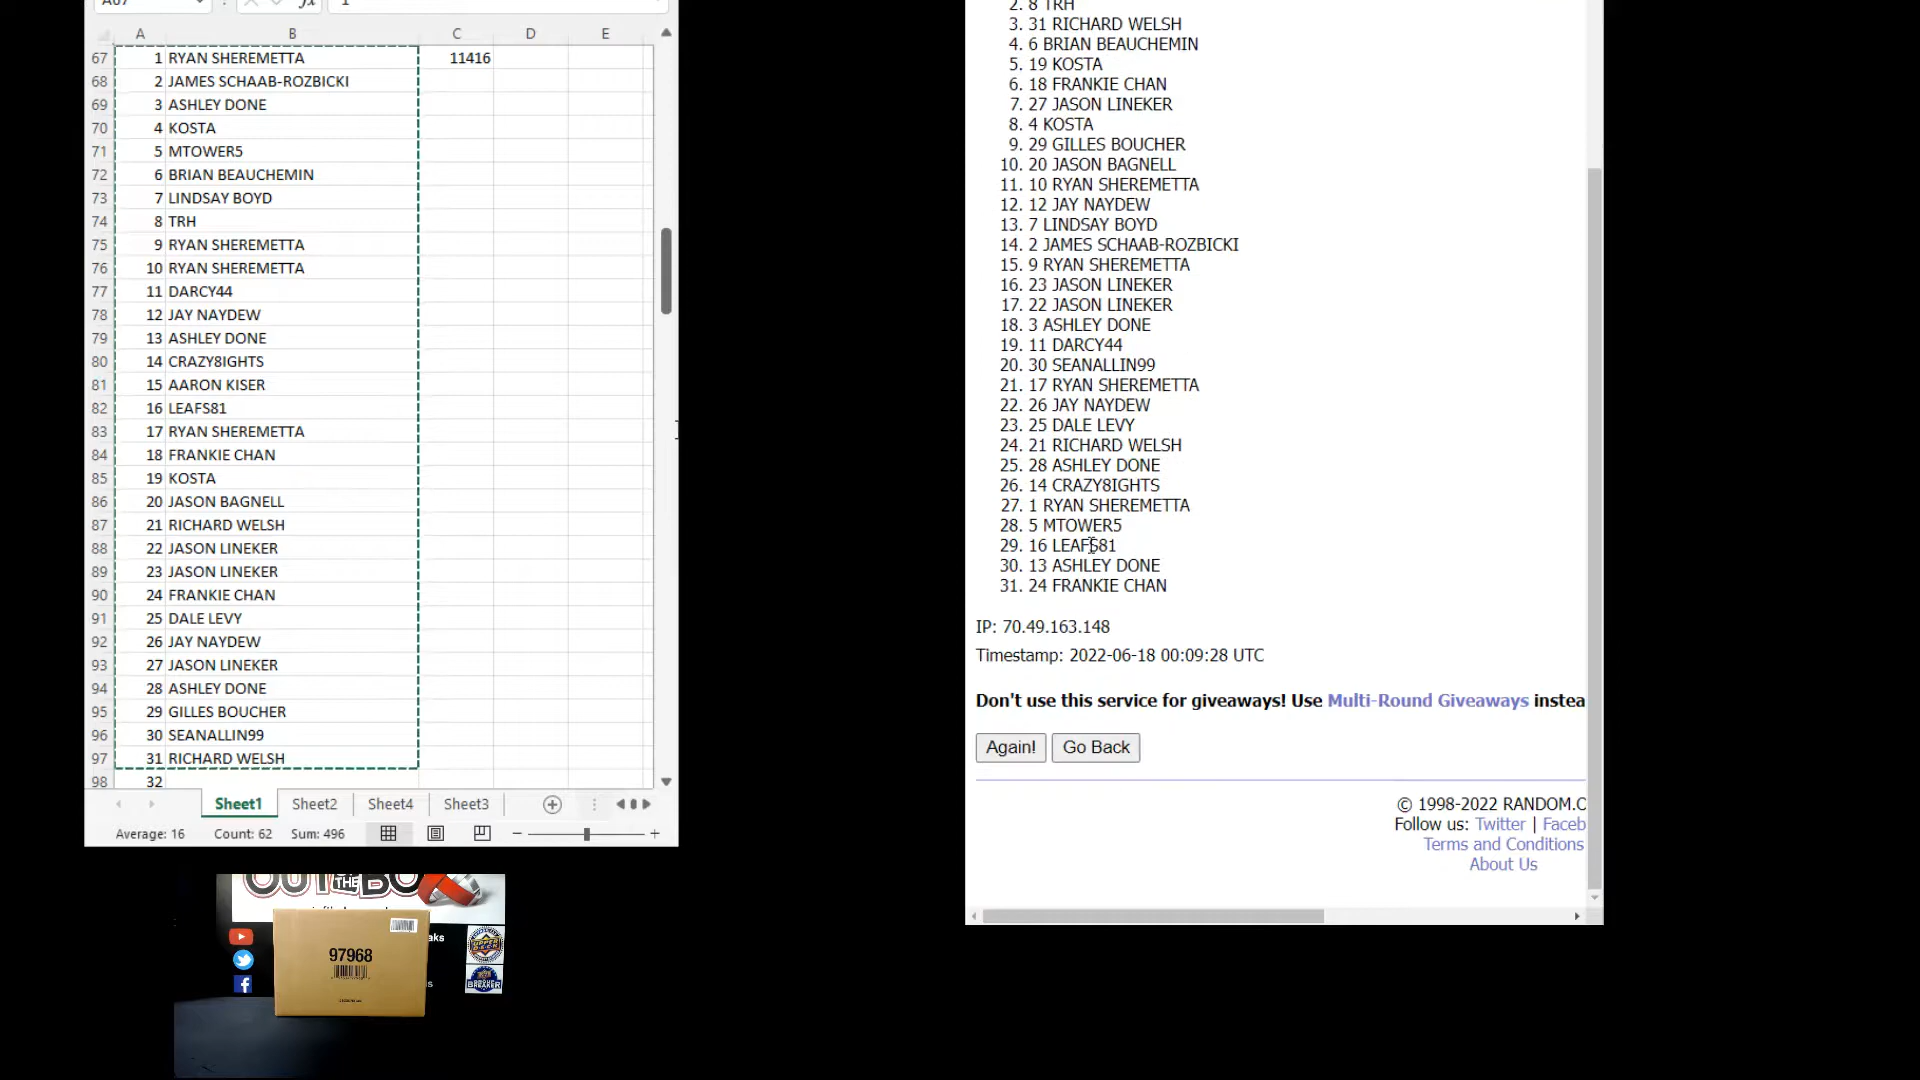 A67
fx
1
A B C D E
67 1 RYAN SHEREMETTA 11416
68 2 JAMES SCHAAB-ROZBICKI
69 3 ASHLEY DONE
70 4 KOSTA
71 5 MTOWER5
72 6 BRIAN BEAUCHEMIN
73 7 LINDSAY BOYD
74 8 TRH
75 9 RYAN SHEREMETTA
76 10 RYAN SHEREMETTA
77 11 DARCY44
78 12 JAY NAYDEW
79 13 ASHLEY DONE
80 14 CRAZY8IGHTS
81 15 AARON KISER
82 16 LEAFS81
83 17 RYAN SHEREMETTA
84 18 FRANKIE CHAN
85 19 KOSTA
86 20 JASON BAGNELL
87 21 RICHARD WELSH
88 22 JASON LINEKER
89 23 JASON LINEKER
90 24 FRANKIE CHAN
91 25 DALE LEVY
92 26 JAY NAYDEW
93 27 JASON LINEKER
94 28 ASHLEY DONE
95 29 GILLES BOUCHER
96 30 SEANALLIN99
97 31 RICHARD WELSH
98 32
Sheet1 Sheet2 Sheet4 Sheet3
Average: 16 Count: 62 Sum: 496
2. 8 TRH
3. 31 RICHARD WELSH
4. 6 BRIAN BEAUCHEMIN
5. 19 KOSTA
6. 18 FRANKIE CHAN
7. 27 JASON LINEKER
8. 4 KOSTA
9. 29 GILLES BOUCHER
10. 20 JASON BAGNELL
11. 10 RYAN SHEREMETTA
12. 12 JAY NAYDEW
13. 7 LINDSAY BOYD
14. 2 JAMES SCHAAB-ROZBICKI
15. 9 RYAN SHEREMETTA
16. 23 JASON LINEKER
17. 22 JASON LINEKER
18. 3 ASHLEY DONE
19. 11 DARCY44
20. 30 SEANALLIN99
21. 17 RYAN SHEREMETTA
22. 26 JAY NAYDEW
23. 25 DALE LEVY
24. 21 RICHARD WELSH
25. 28 ASHLEY DONE
26. 14 CRAZY8IGHTS
27. 1 RYAN SHEREMETTA
28. 5 MTOWER5
29. 16 LEAFS81
30. 13 ASHLEY DONE
31. 24 FRANKIE CHAN
IP: 70.49.163.148
Timestamp: 2022-06-18 00:09:28 UTC
Don't use this service for giveaways! Use Multi-Round Giveaways instea
Again! Go Back
© 1998-2022 RANDOM.C
Follow us: Twitter | Faceb
Terms and Conditions
About Us
OUT THE BO
aks
97968